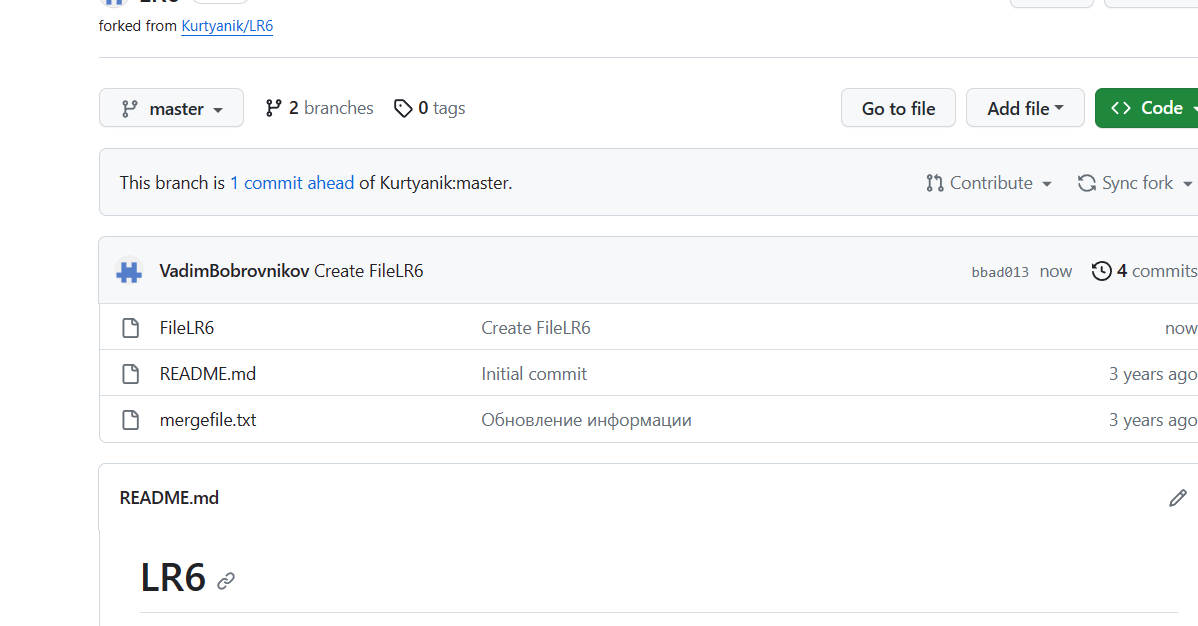 LR6
forked from Kurtyanik/LR6
master 2 branches 0 tags Go to file Add file Code
This branch is 1 commit ahead of Kurtyanik:master. Contribute Sync fork
VadimBobrovnikov Create FileLR6 bbad013 now 4 commits
FileLR6 Create FileLR6 now
README.md Initial commit 3 years ago
mergefile.txt Обновление информации 3 years ago
README.md
LR6